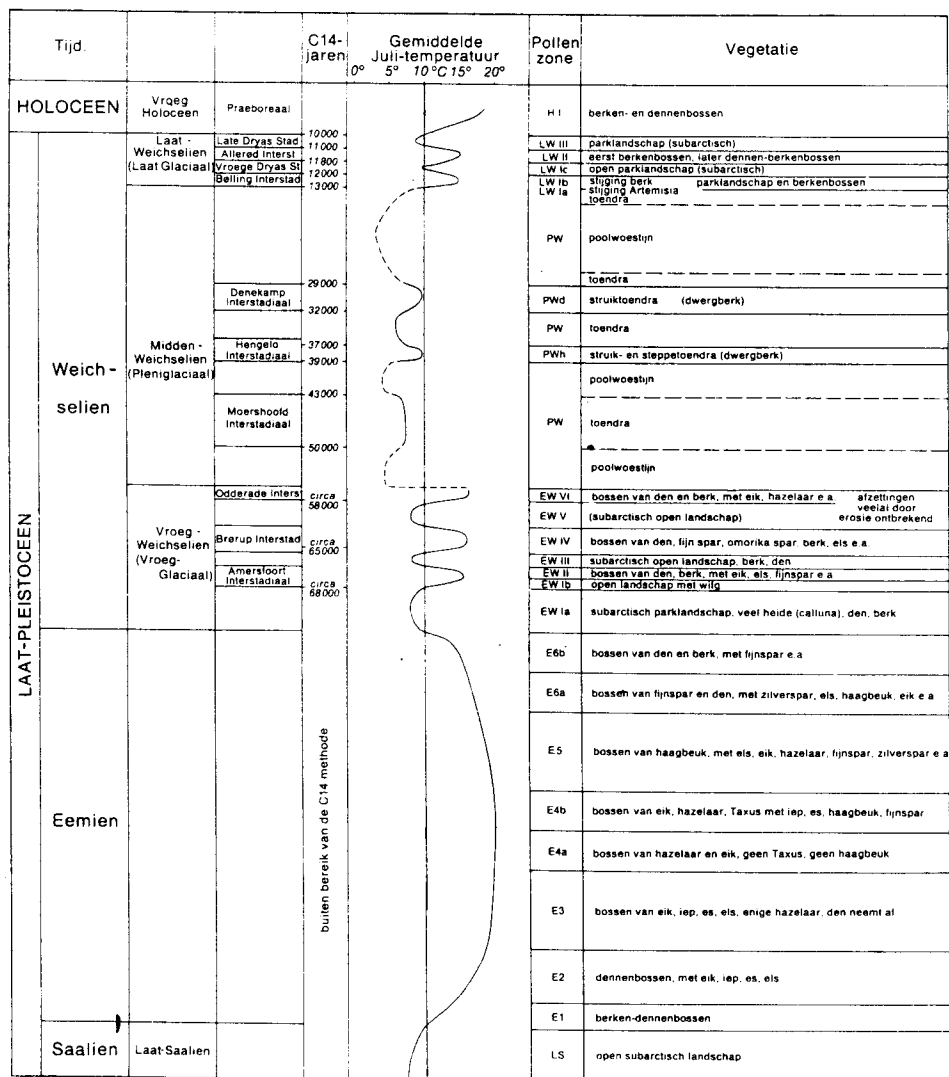 Tijd.
C14-
jaren
Gemiddelde
Juli-temperatuur
0° 5° 10 °C 15° 20°
Pollen
zone
Vegetatie
HOLOCEEN
Vroeg
Holoceen
Praeboreaal
H I
berken- en dennenbossen
LAAT-PLEISTOCEEN
Weich-
selien
Laat-
Weichselien
(Laat Glaciaal)
10000
Late Dryas Stad
LW III
parklandschap (subarctisch)
11000
Allerød Interst
LW II
eerst berkenbossen, later dennen-berkenbossen
11800
Vroege Dryas St
LW Ic
open parklandschap (subarctisch)
12000
Bølling Interstad
LW Ib
stijging berk parklandschap en berkenbossen
13000
LW Ia
stijging Artemisia
toendra
Midden-
Weichselien
(Pleniglaciaal)
PW
poolwoestijn
toendra
29000
Denekamp
Interstadiaal
PWd
struiktoendra (dwergberk)
32000
PW
toendra
37000
Hengelo
Interstadiaal
PWh
struik- en steppetoendra (dwergberk)
39000
poolwoestijn
43000
Moershoofd
Interstadiaal
PW
toendra
50000
poolwoestijn
Vroeg-
Weichselien
(Vroeg-
Glaciaal)
Odderade Inters
circa
58000
EW VI
bossen van den en berk, met eik, hazelaar e.a.
afzettingen
veelal door
erosie ontbrekend
EW V
(subarctisch open landschap)
Brørup Interstad
circa
65000
EW IV
bossen van den, fijn spar, omorika spar, berk, els e.a.
EW III
subarctisch open landschap, berk, den
Amersfoort
Interstadiaal
EW II
bossen van den, berk, met eik, els, fijnspar e a
circa
68000
EW Ib
open landschap met wilg
EW Ia
subarctisch parklandschap, veel heide (calluna), den, berk
Eemien
buiten bereik van de C14 methode
E6b
bossen van den en berk, met fijnspar e.a
E6a
bossen van fijnspar en den, met zilverspar, els, haagbeuk, eik e a
E5
bossen van haagbeuk, met els, eik, hazelaar, fijnspar, zilverspar e a
E4b
bossen van eik, hazelaar, Taxus met iep, es, haagbeuk, fijnspar
E4a
bossen van hazelaar en eik, geen Taxus, geen haagbeuk
E3
bossen van eik, iep, es, els, enige hazelaar, den neemt af
E2
dennenbossen, met eik, iep, es, els
E1
berken-dennenbossen
Saalien
Laat-Saalien
LS
open subarctisch landschap